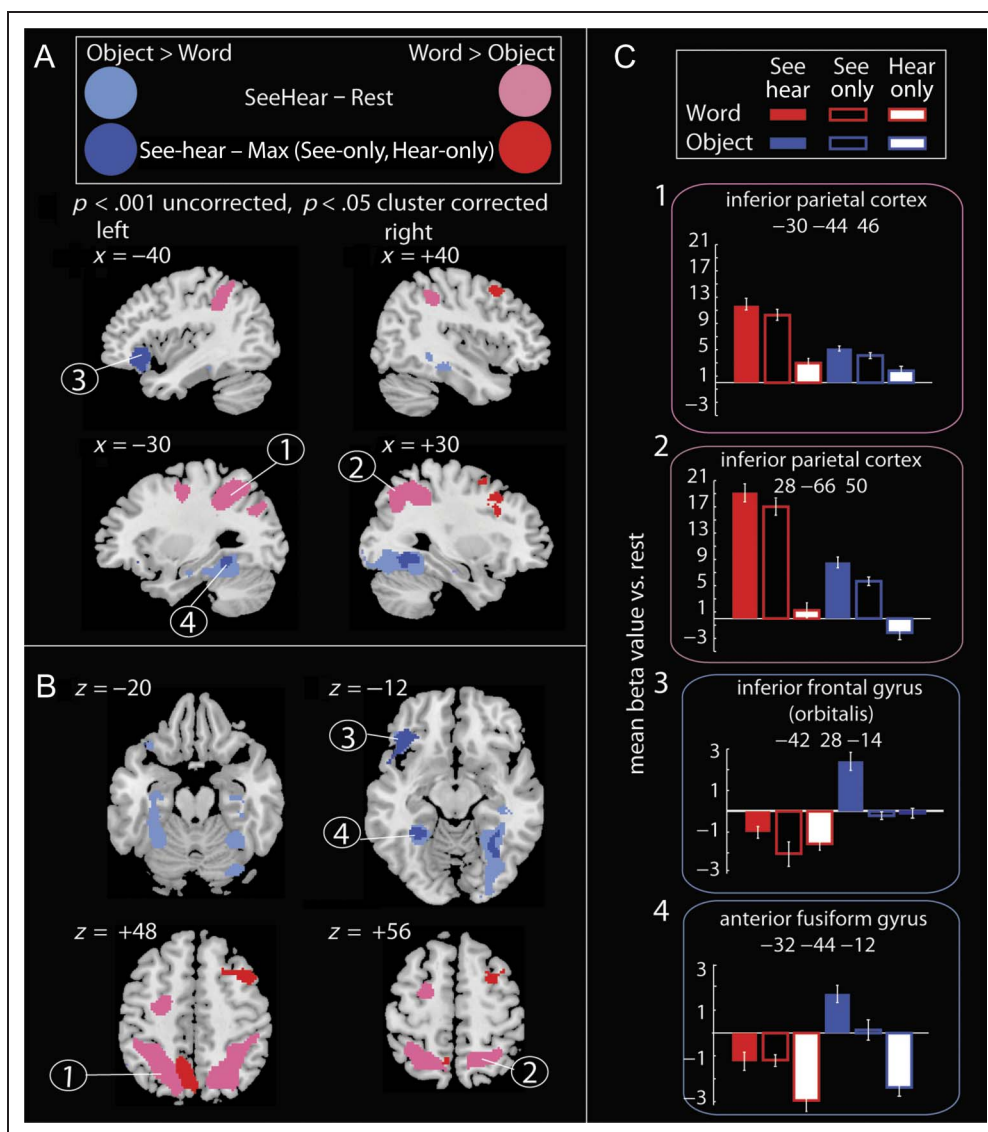 A
Object > Word
Word > Object
SeeHear – Rest
See-hear – Max (See-only, Hear-only)
p < .001 uncorrected, p < .05 cluster corrected
left
right
x = −40
x = +40
3
x = −30
x = +30
1
2
4
B
z = −20
z = −12
3
4
z = +48
z = +56
1
2
C
See hear
See only
Hear only
Word
Object
mean beta value vs. rest
1
inferior parietal cortex
−30 −44 46
21
17
13
9
5
1
−3
2
inferior parietal cortex
28 −66 50
21
17
13
9
5
1
−3
3
inferior frontal gyrus
(orbitalis)
−42 28 −14
3
1
−1
−3
4
anterior fusiform gyrus
−32 −44 −12
3
1
−1
−3